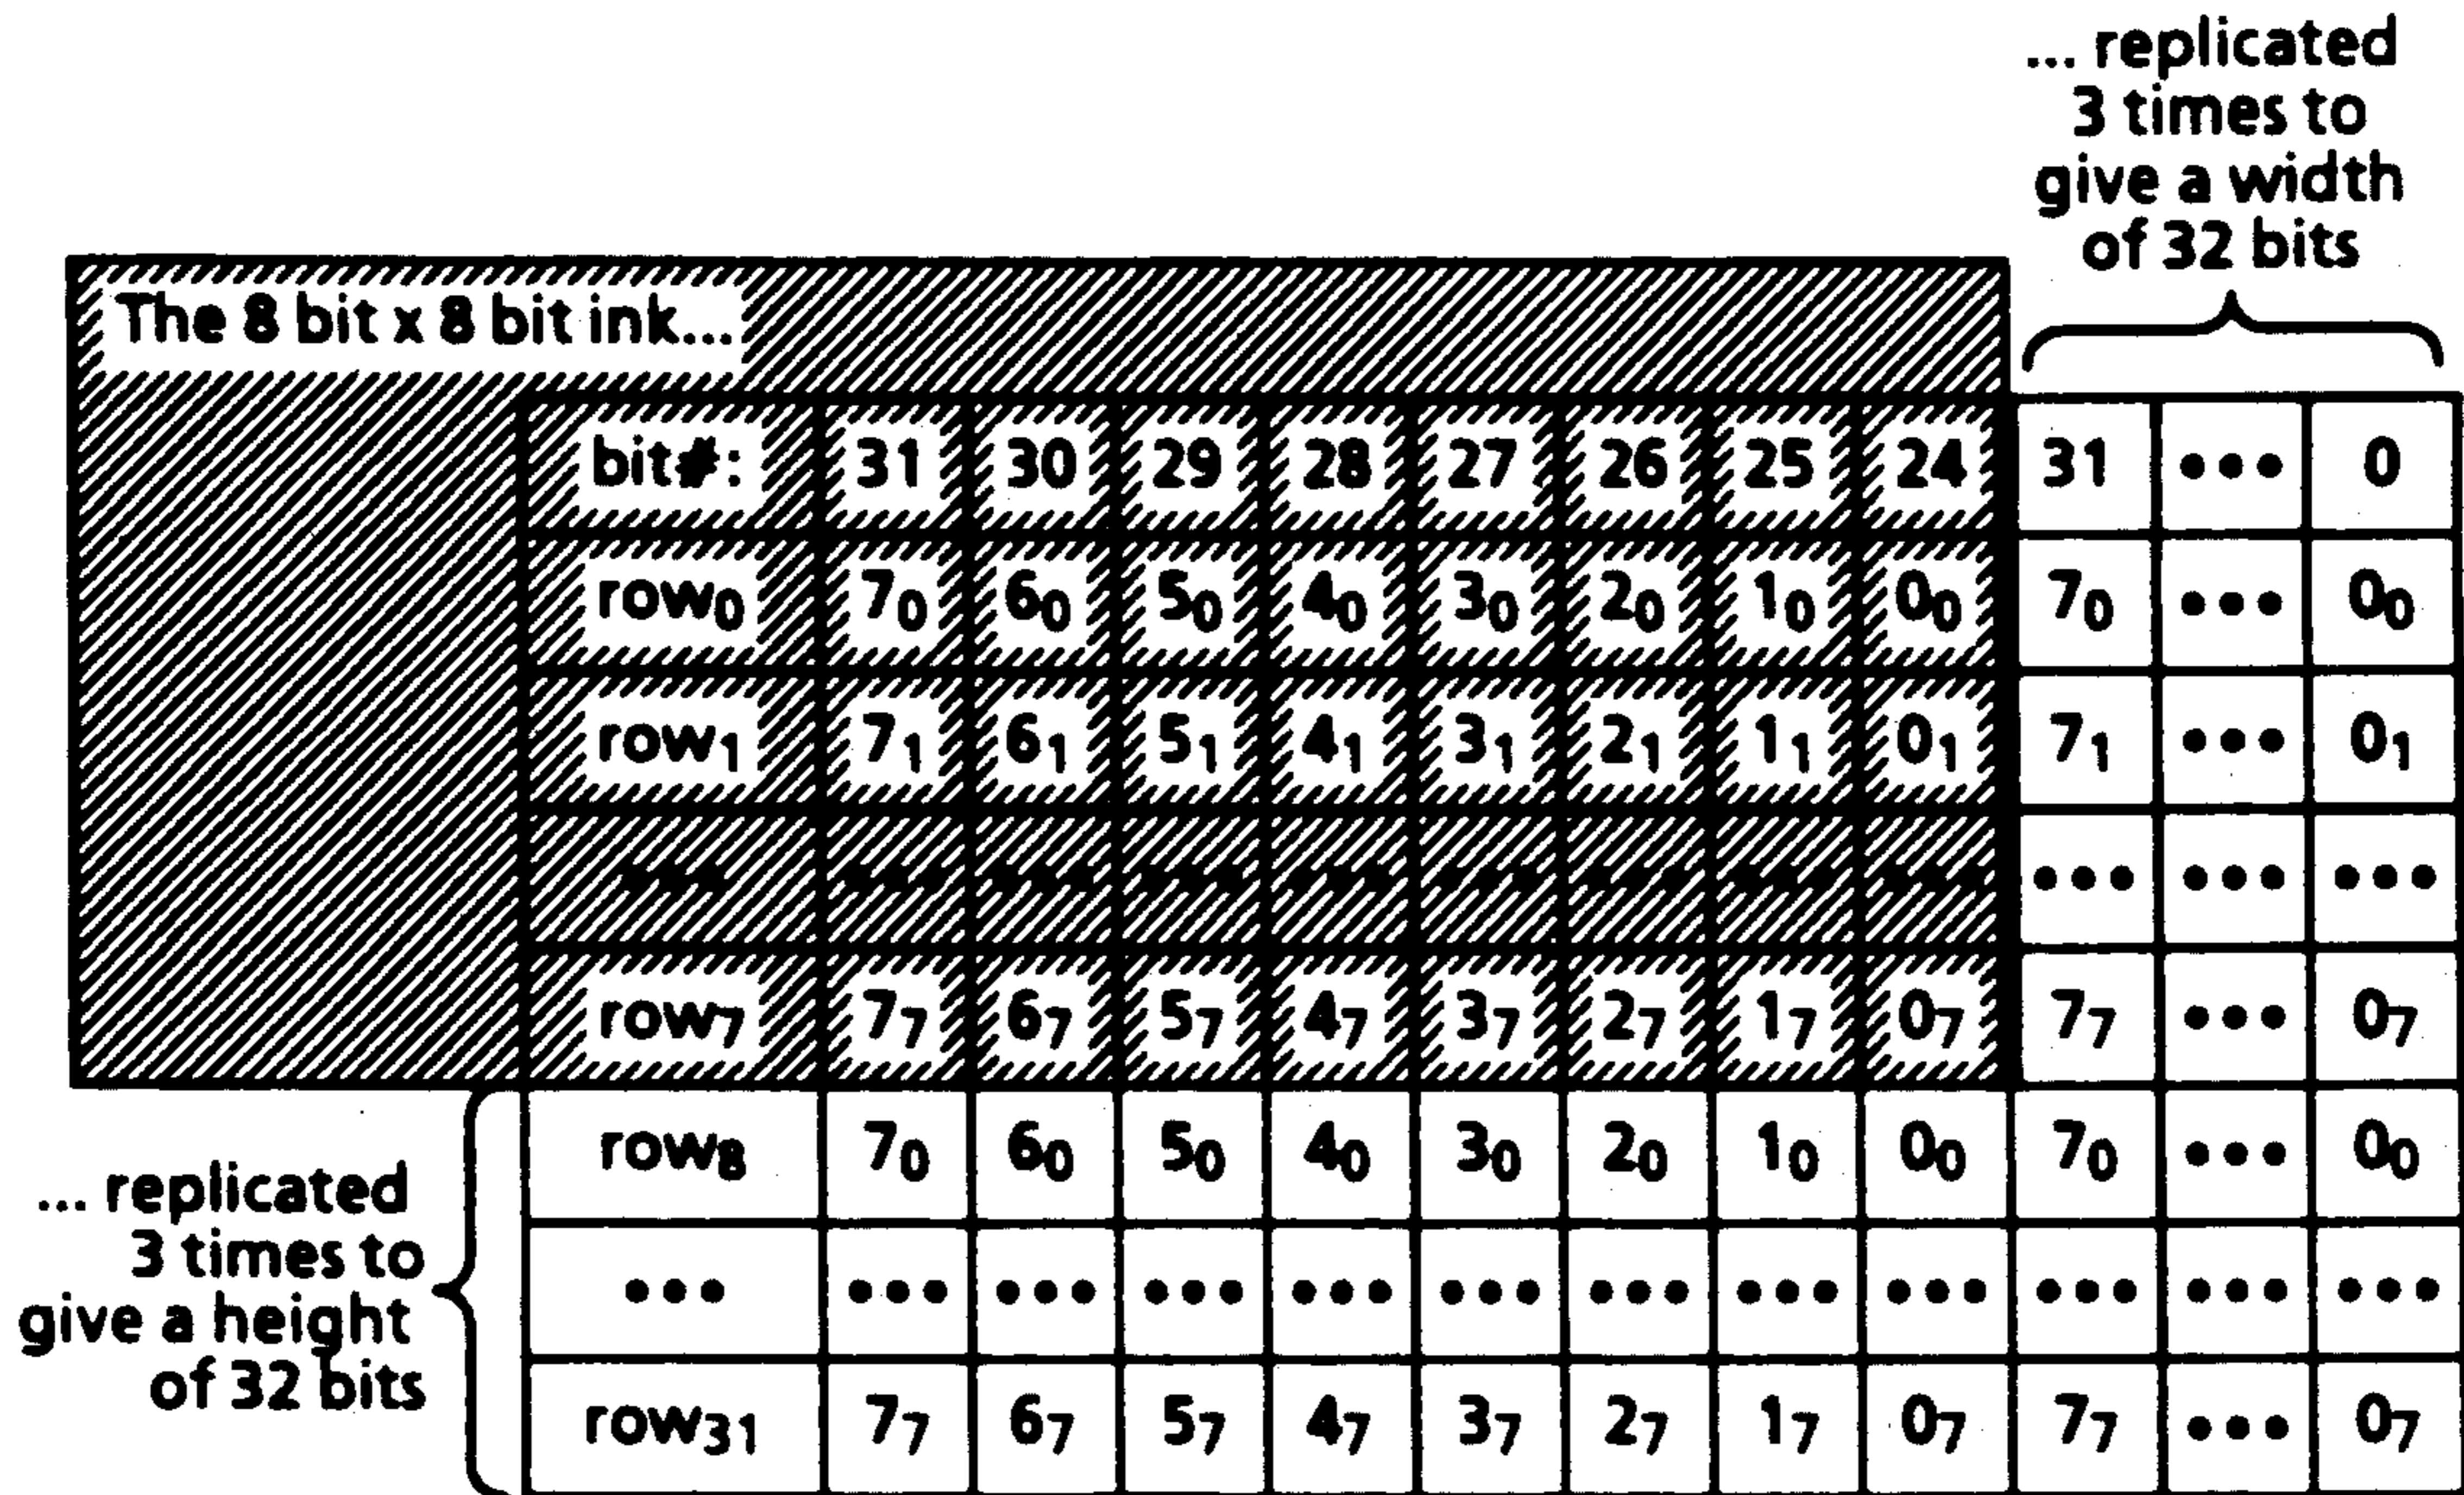 ... replicated
3 times to
give a width
of 32 bits
The 8 bit x 8 bit ink...
bit#: 31 30 29 28 27 26 25 24 31 ••• 0
row₀ 7₀ 6₀ 5₀ 4₀ 3₀ 2₀ 1₀ 0₀ 7₀ ••• 0₀
row₁ 7₁ 6₁ 5₁ 4₁ 3₁ 2₁ 1₁ 0₁ 7₁ ••• 0₁
••• ••• ••• ••• ••• ••• ••• ••• ••• ••• ••• •••
row₇ 7₇ 6₇ 5₇ 4₇ 3₇ 2₇ 1₇ 0₇ 7₇ ••• 0₇
row₈ 7₀ 6₀ 5₀ 4₀ 3₀ 2₀ 1₀ 0₀ 7₀ ••• 0₀
••• ••• ••• ••• ••• ••• ••• ••• ••• ••• ••• •••
row₃₁ 7₇ 6₇ 5₇ 4₇ 3₇ 2₇ 1₇ 0₇ 7₇ ••• 0₇
... replicated
3 times to
give a height
of 32 bits